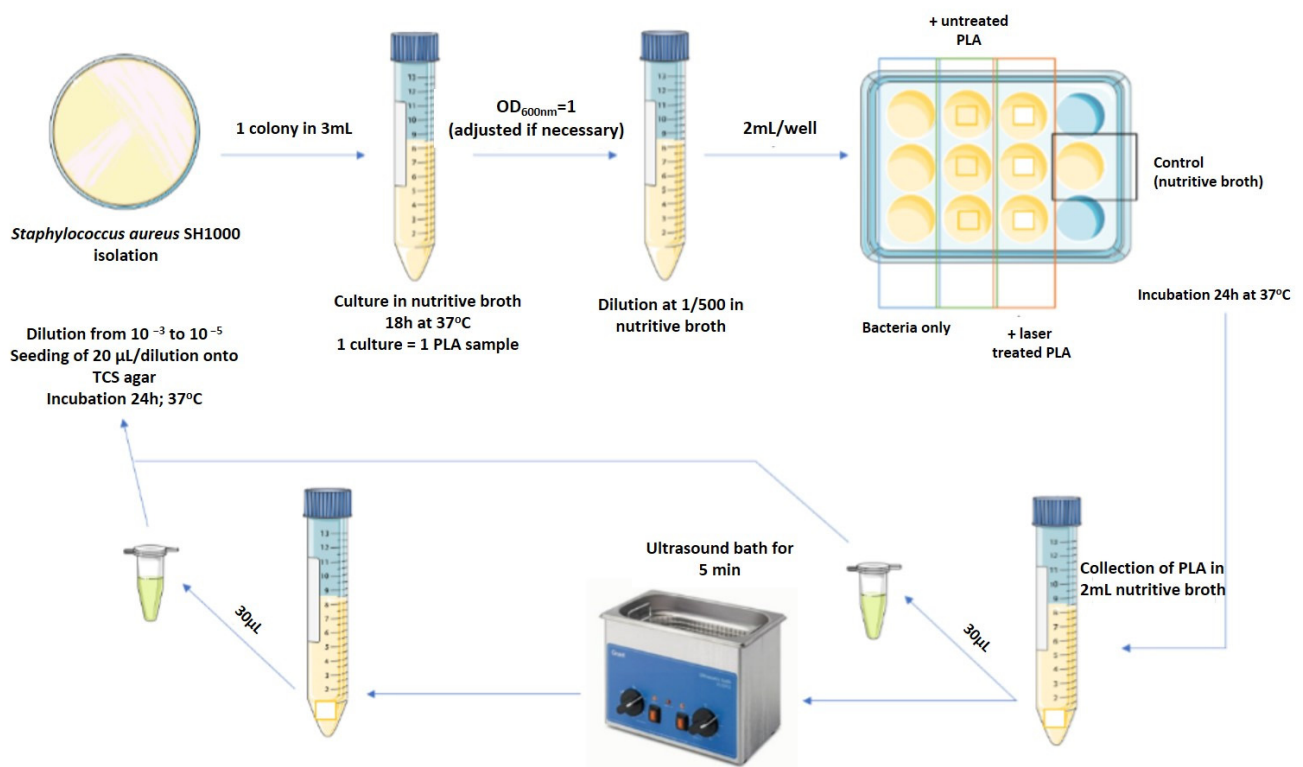 1 colony in 3mL
OD600nm=1
(adjusted if necessary)
2mL/well
+ untreated
PLA
Control
(nutritive broth)
Staphylococcus aureus SH1000
isolation
Culture in nutritive broth
18h at 37ºC
1 culture = 1 PLA sample
Dilution at 1/500 in
nutritive broth
Bacteria only
+ laser
treated PLA
Incubation 24h at 37ºC
Collection of PLA in
2mL nutritive broth
30µL
Ultrasound bath for
5 min
30µL
Dilution from 10 −3 to 10 −5
Seeding of 20 µL/dilution onto
TCS agar
Incubation 24h; 37ºC